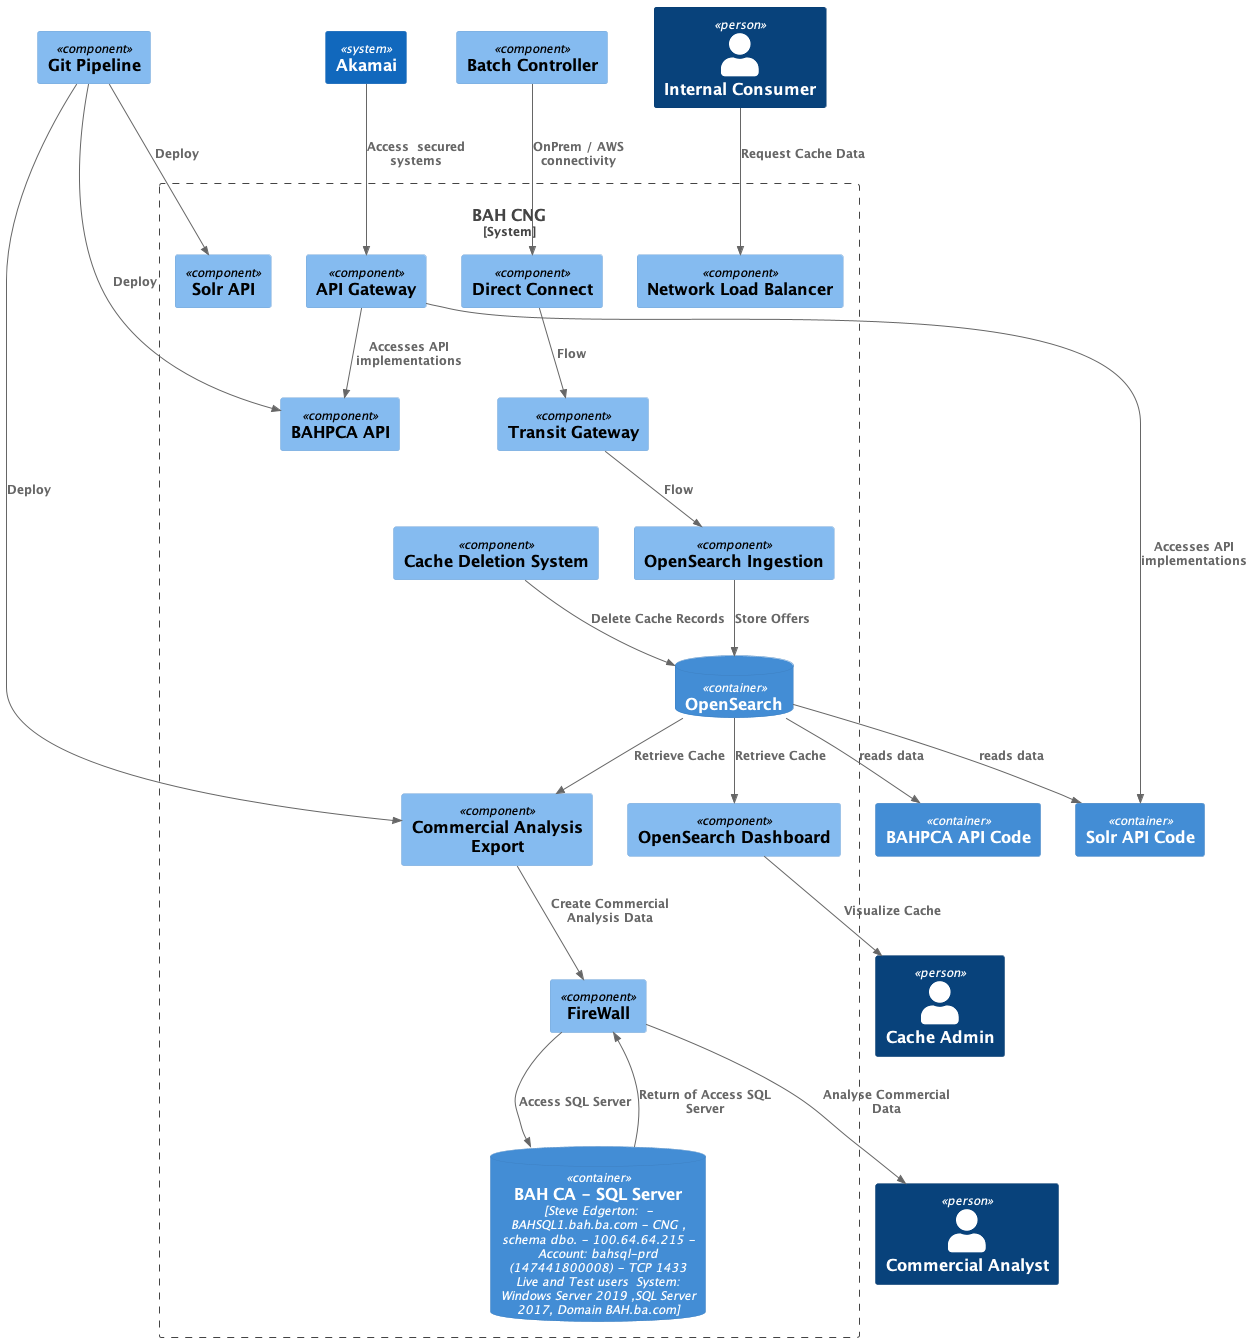 «component»
Git Pipeline
«system»
Akamai
«component»
Batch Controller
«person»
Internal Consumer
Deploy
Access  secured
systems
OnPrem / AWS
connectivity
Request Cache Data
BAH CNG
[System]
«component»
Solr API
«component»
API Gateway
«component»
Direct Connect
«component»
Network Load Balancer
Deploy
Accesses API
implementations
Flow
«component»
BAHPCA API
«component»
Transit Gateway
Deploy
Flow
«component»
Cache Deletion System
«component»
OpenSearch Ingestion
Accesses API
implementations
Delete Cache Records
Store Offers
«container»
OpenSearch
Retrieve Cache
Retrieve Cache
reads data
reads data
«component»
Commercial Analysis
Export
«component»
OpenSearch Dashboard
«container»
BAHPCA API Code
«container»
Solr API Code
Create Commercial
Analysis Data
Visualize Cache
«component»
FireWall
«person»
Cache Admin
Access SQL Server
Return of Access SQL
Server
Analyse Commercial
Data
«container»
BAH CA - SQL Server
[Steve Edgerton:  -
BAHSQL1.bah.ba.com - CNG ,
schema dbo. - 100.64.64.215 -
Account: bahsql-prd
(147441800008) - TCP 1433
Live and Test users  System:
Windows Server 2019 ,SQL Server
2017, Domain BAH.ba.com]
«person»
Commercial Analyst